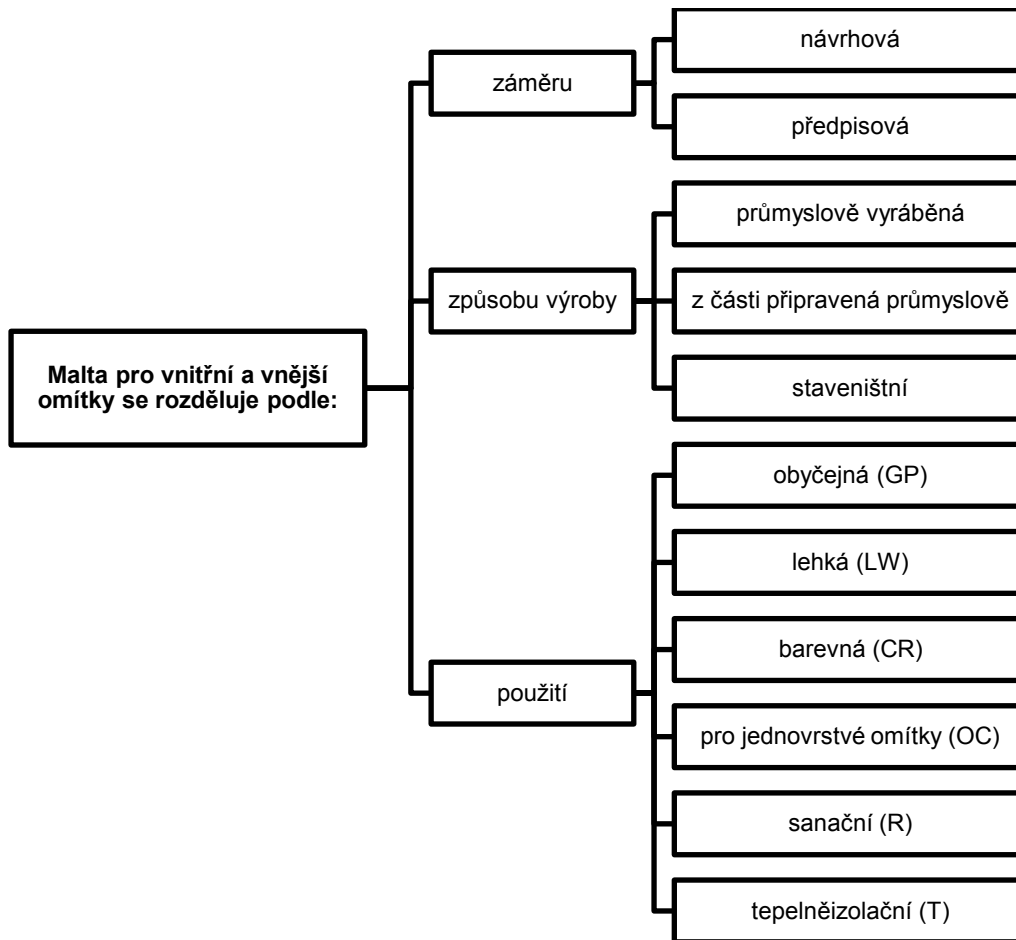 Malta pro vnitřní a vnější
omítky se rozděluje podle:
záměru
návrhová
předpisová
způsobu výroby
průmyslově vyráběná
z části připravená průmyslově
staveništní
použití
obyčejná (GP)
lehká (LW)
barevná (CR)
pro jednovrstvé omítky (OC)
sanační (R)
tepelněizolační (T)